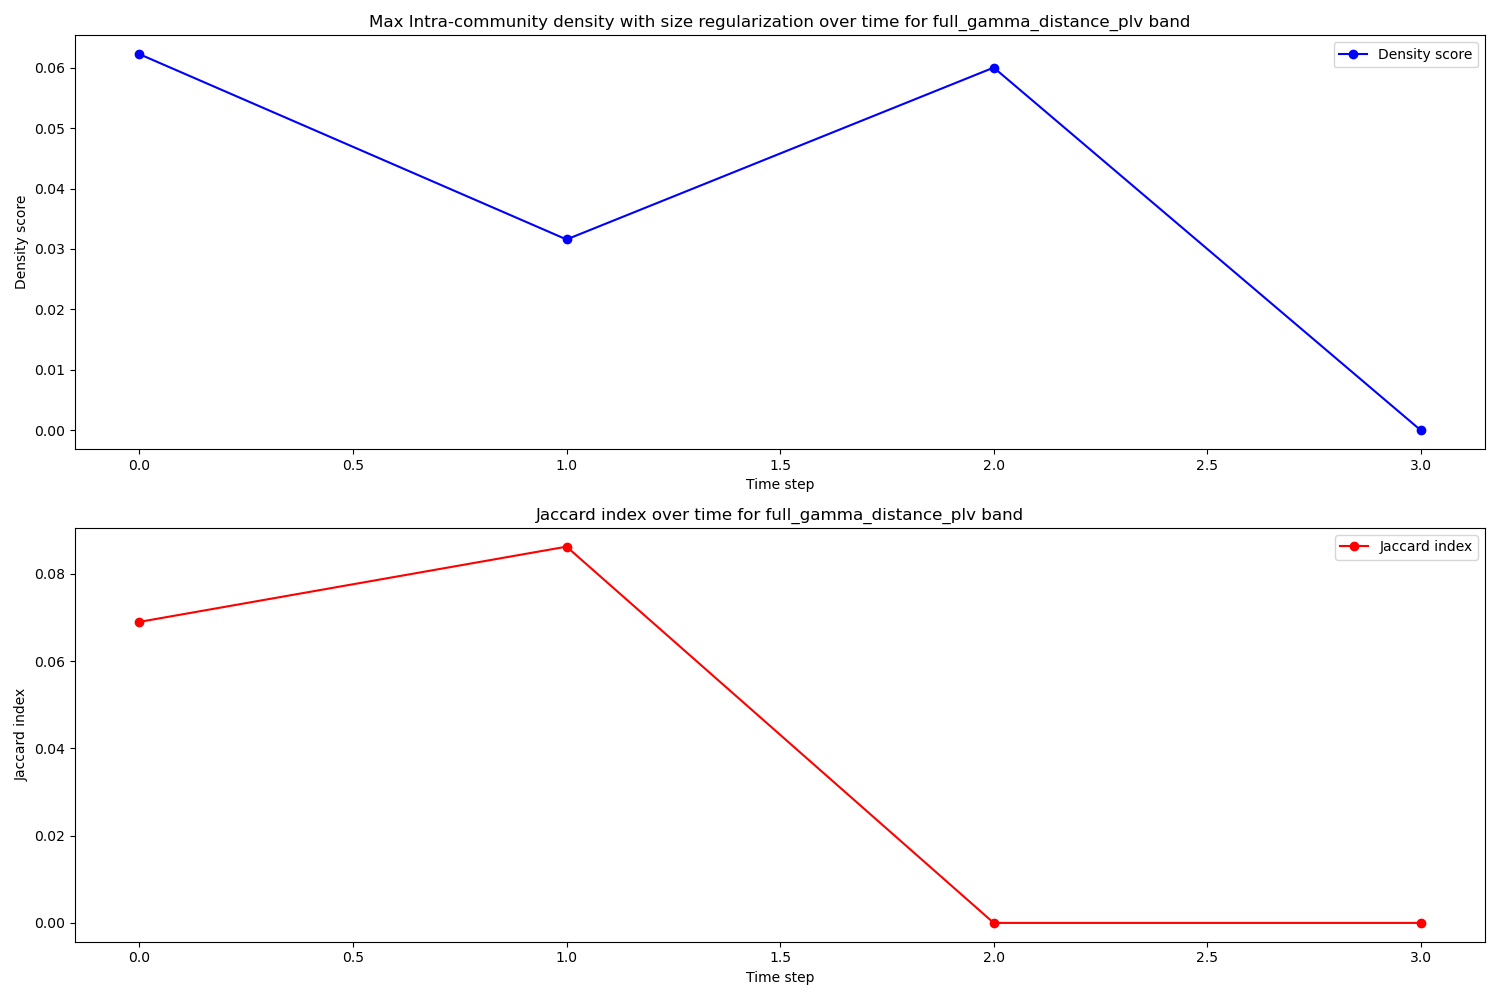 Max Intra-community density with size regularization over time for full_gamma_distance_plv band
Density score
0.06
0.05
0.04
0.03
0.02
0.01
0.00
Density score
0.0 0.5 1.0 1.5 2.0 2.5 3.0
Time step
Jaccard index over time for full_gamma_distance_plv band
Jaccard index
0.08
0.06
0.04
0.02
0.00
Jaccard index
0.0 0.5 1.0 1.5 2.0 2.5 3.0
Time step